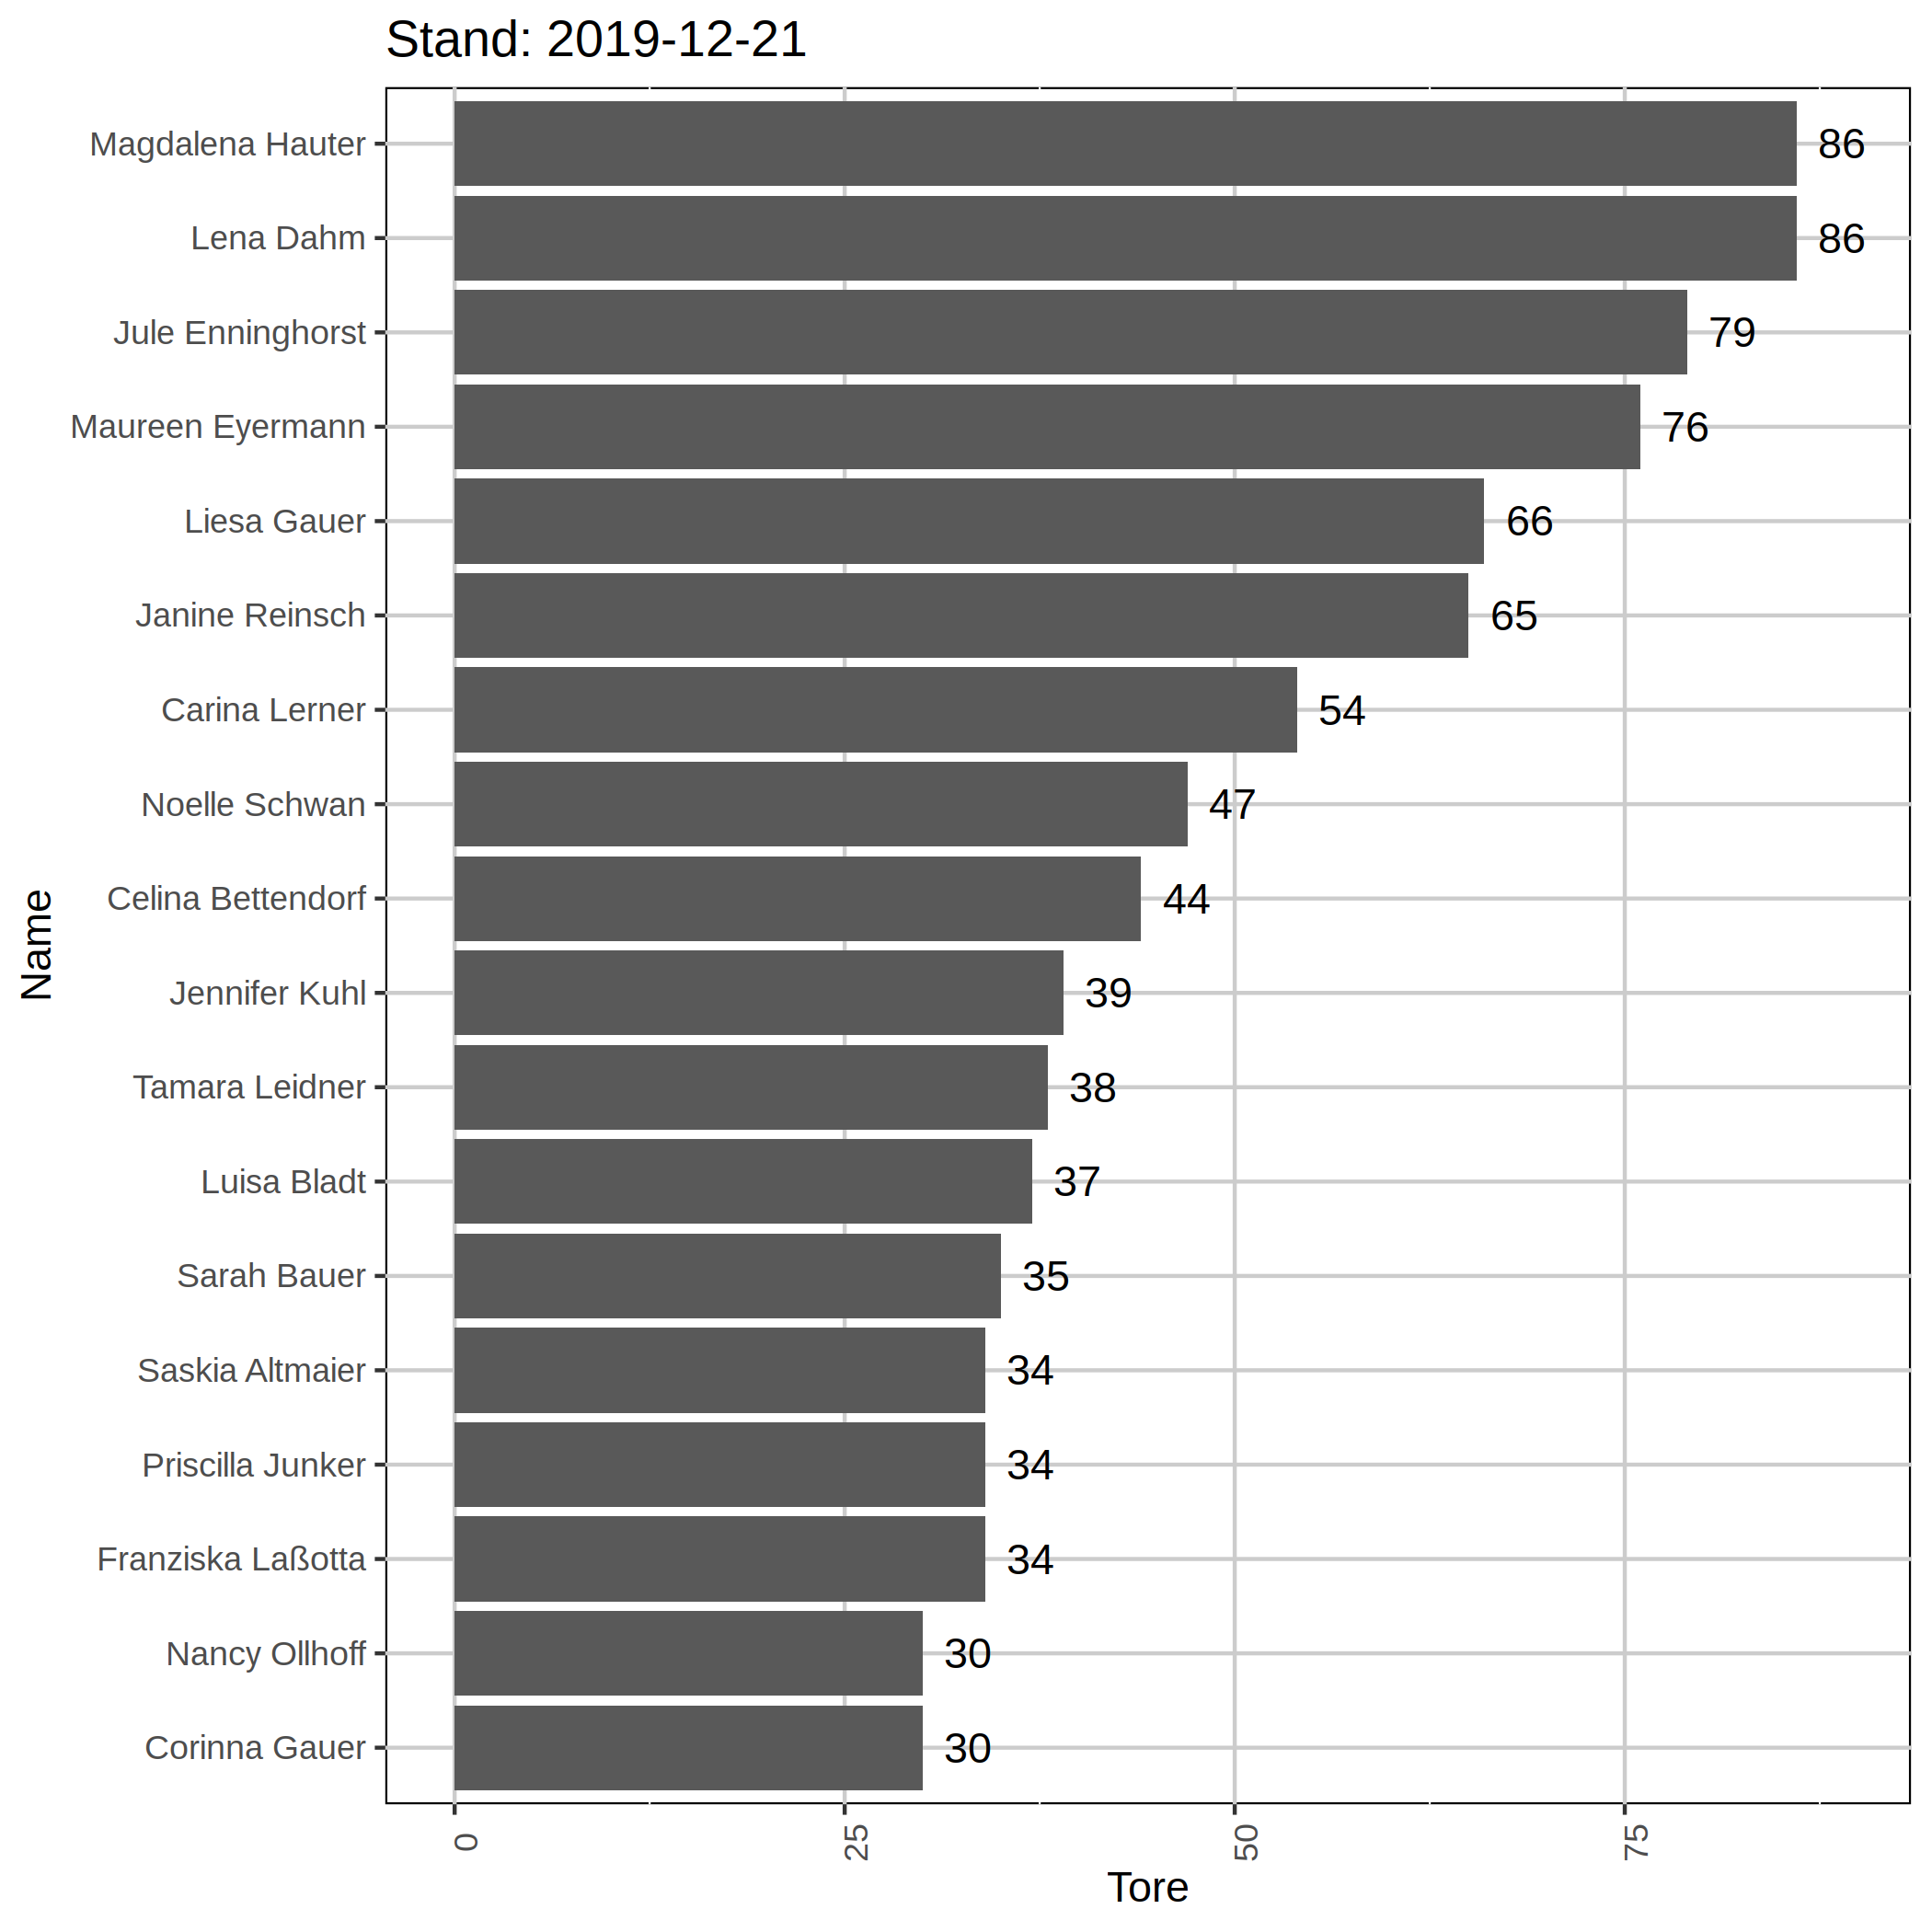 Stand: 2019-12-21
Magdalena Hauter 86
Lena Dahm 86
Jule Enninghorst 79
Maureen Eyermann 76
Liesa Gauer 66
Janine Reinsch 65
Carina Lerner 54
Noelle Schwan 47
Celina Bettendorf 44
Jennifer Kuhl 39
Tamara Leidner 38
Luisa Bladt 37
Sarah Bauer 35
Saskia Altmaier 34
Priscilla Junker 34
Franziska Laßotta 34
Nancy Ollhoff 30
Corinna Gauer 30
Name
0 25 50 75
Tore